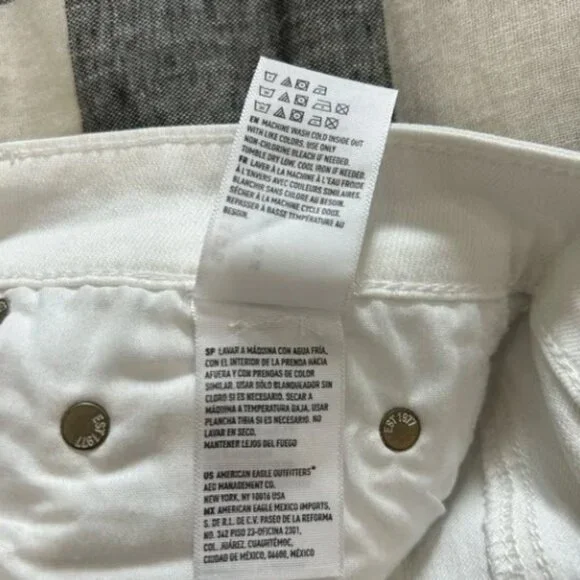 EN MACHINE WASH COLD INSIDE OUT
WITH LIKE COLORS. USE ONLY
NON-CHLORINE BLEACH IF NEEDED.
TUMBLE DRY LOW. COOL IRON IF NEEDED.
FR LAVER À LA MACHINE À L'EAU FROIDE
À L'ENVERS AVEC COULEURS SIMILAIRES.
BLANCHIR SANS CHLORE AU BESOIN.
SÉCHER À LA MACHINE CYCLE DOUX.
REPASSER À BASSE TEMPÉRATURE AU
BESOIN.
SP LAVAR A MÁQUINA CON AGUA FRÍA,
CON EL INTERIOR DE LA PRENDA HACIA
AFUERA Y CON PRENDAS DE COLOR
SIMILAR. USAR SÓLO BLANQUEADOR SIN
CLORO SI ES NECESARIO. SECAR A
MÁQUINA A TEMPERATURA BAJA, USAR
PLANCHA TIBIA SI ES NECESARIO. NO
LAVAR EN SECO.
MANTENER LEJOS DEL FUEGO
EST 1977
EST 1977
US AMERICAN EAGLE OUTFITTERS
AEO MANAGEMENT CO.
NEW YORK, NY 10016 USA
MX AMERICAN EAGLE MEXICO IMPORTS,
S. DE R.L. DE C.V. PASEO DE LA REFORMA
NO. 342 PISO 23-OFICINA 2301,
COL. JUÁREZ, CUAUHTÉMOC,
CIUDAD DE MÉXICO, 06600, MÉXICO